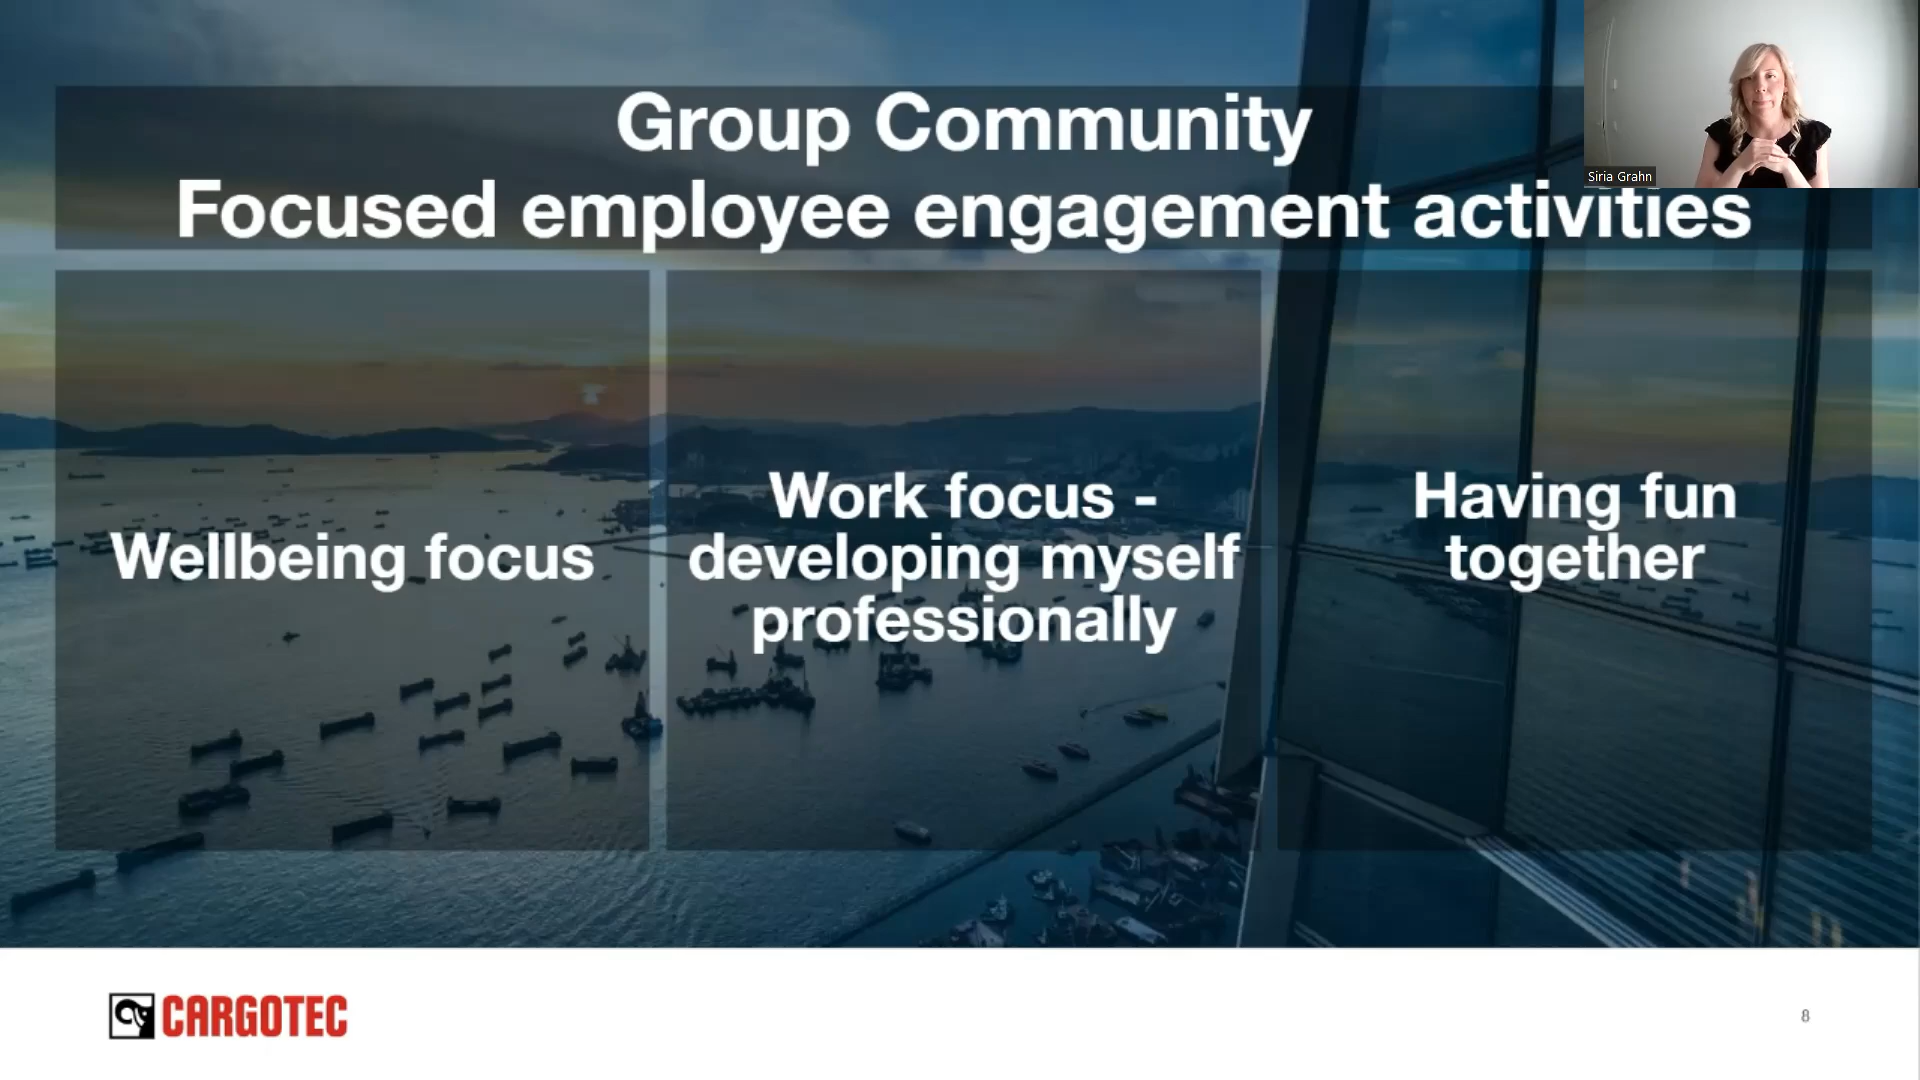 Group Community
Focused employee engagement activities
Siria Grahn
Wellbeing focus
Work focus -
developing myself
professionally
Having fun
together
CARGOTEC
8